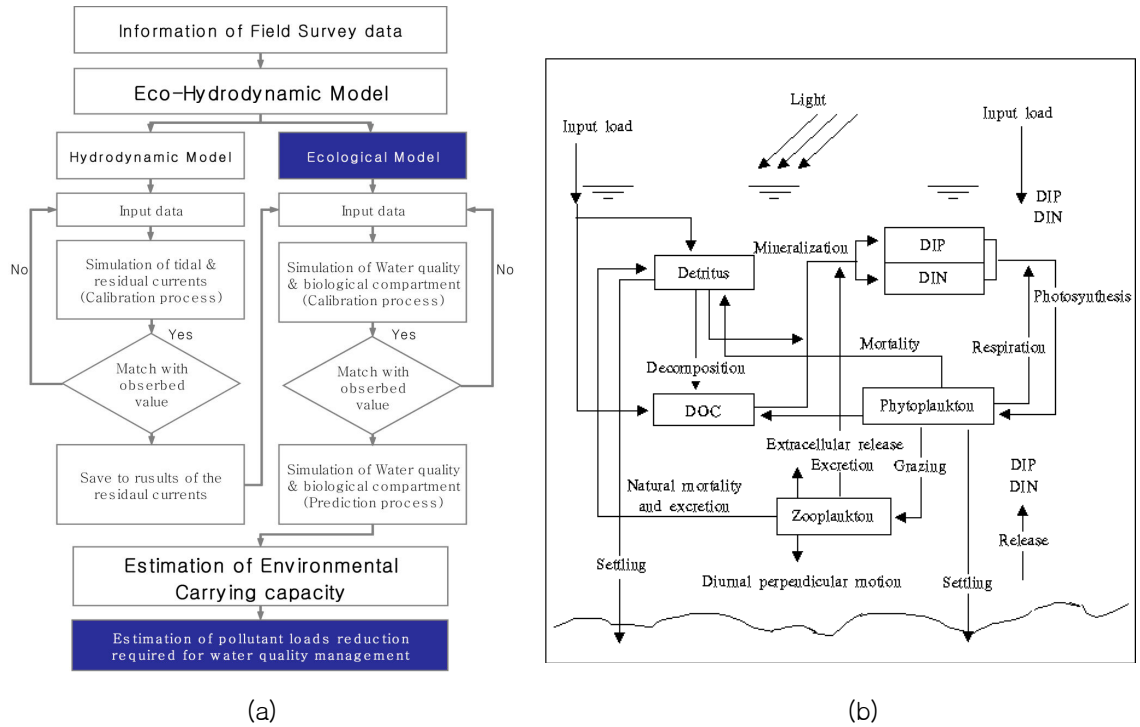 Information of Field Survey data
Eco-Hydrodynamic Model
Hydrodynamic Model
Ecological Model
Input data
Input data
No
Simulation of tidal &
residual currents
(Calibration process)
Simulation of Water quality
& biological compartment
(Calibration process)
No
Yes
Yes
Match with
obserbed
value
Match with
obserbed
value
Save to rusults of the
residaul currents
Simulation of Water quality
& biological compartment
(Prediction process)
Estimation of Environmental
Carrying capacity
Estimation of pollutant loads reduction
required for water quality management
(a)
Light
Input load
Input load
DIP
DIN
Mineralization
DIP
DIN
Detritus
Photosynthesis
Mortality
Respiration
Decomposition
DOC
Phytoplankton
Extracellular release
Excretion
Grazing
DIP
DIN
Natural mortality
and excretion
Zooplankton
Release
Settling
Diurnal perpendicular motion
Settling
(b)